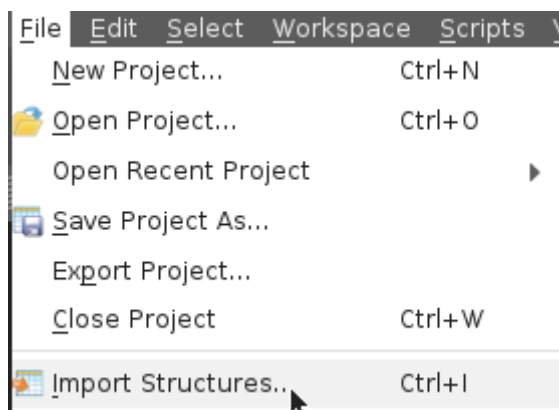 File Edit Select Workspace Scripts
New Project... Ctrl+N
Open Project... Ctrl+O
Open Recent Project
Save Project As...
Export Project...
Close Project Ctrl+W
Import Structures... Ctrl+I